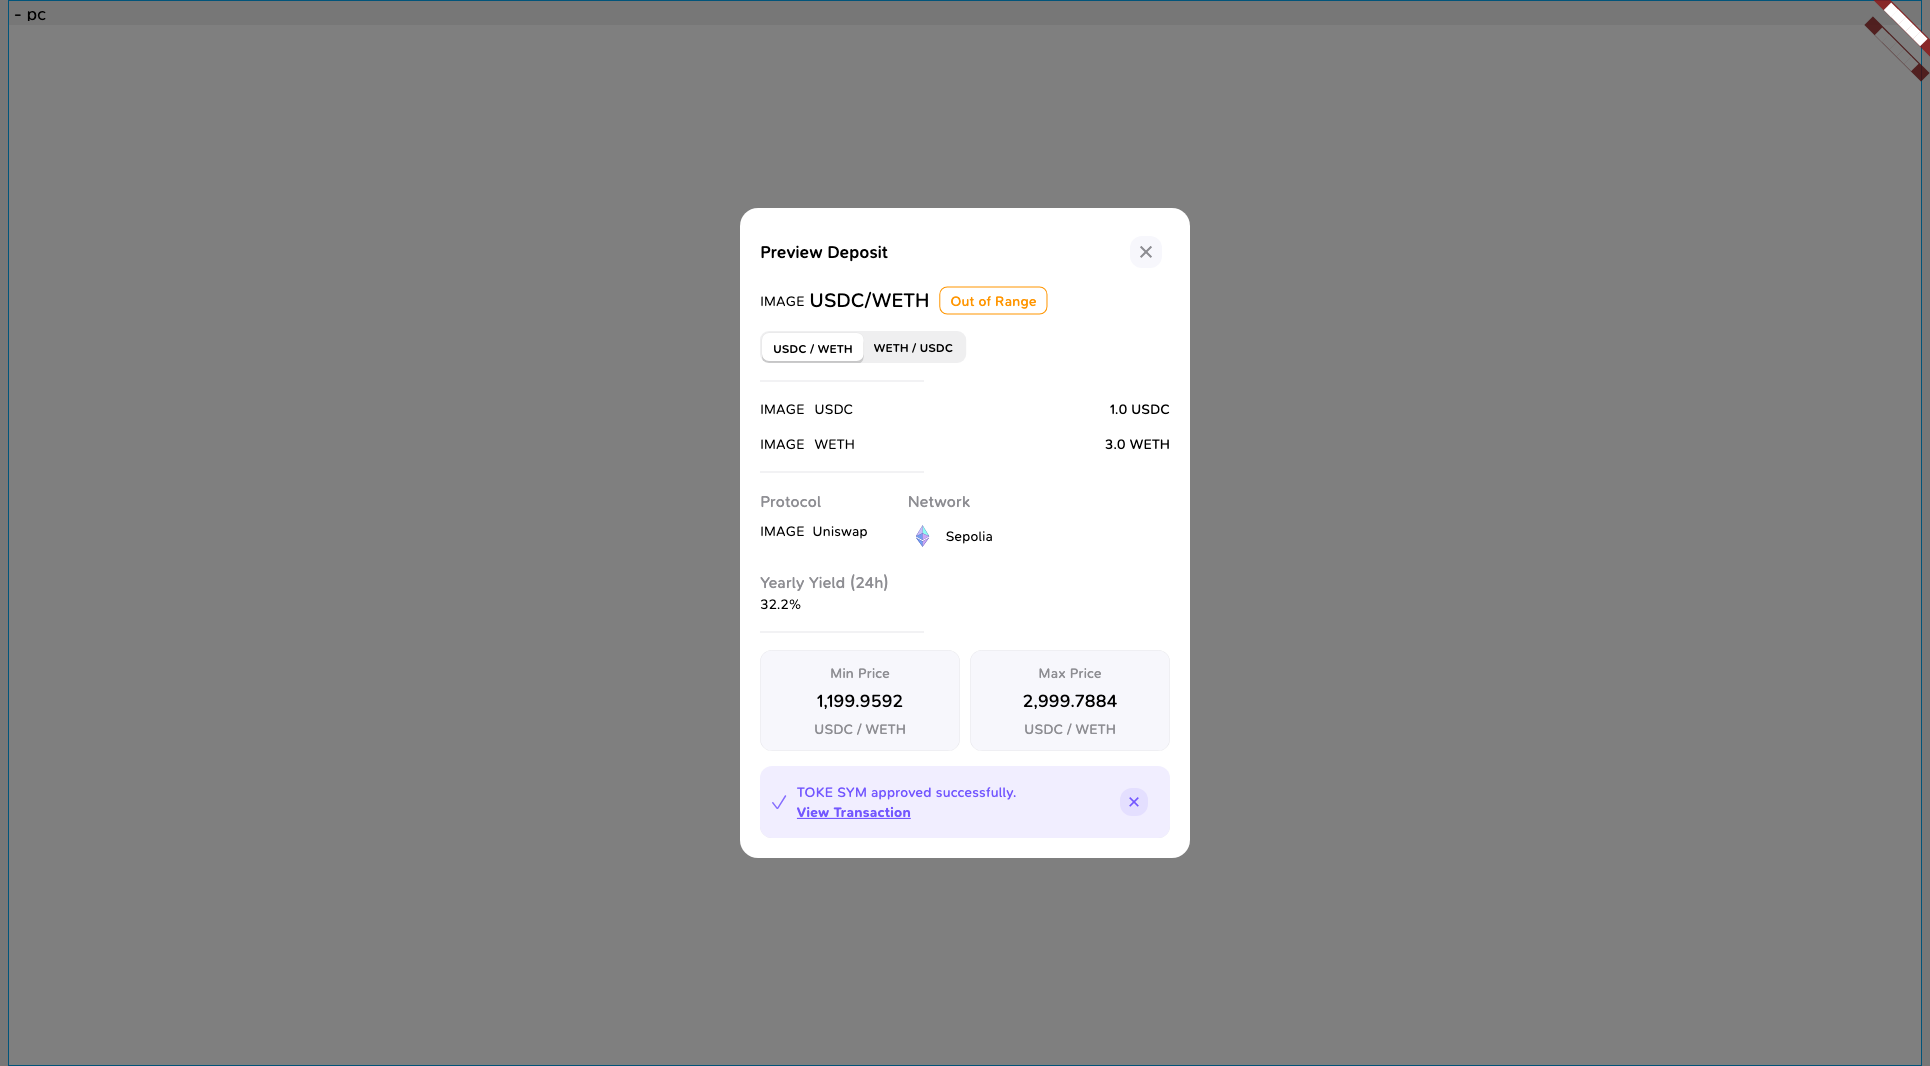 - pc
Preview Deposit
IMAGE USDC/WETH Out of Range
USDC / WETH WETH / USDC
IMAGE USDC 1.0 USDC
IMAGE WETH 3.0 WETH
Protocol Network
IMAGE Uniswap Sepolia
Yearly Yield (24h)
32.2%
Min Price Max Price
1,199.9592 2,999.7884
USDC / WETH USDC / WETH
TOKE SYM approved successfully.
View Transaction